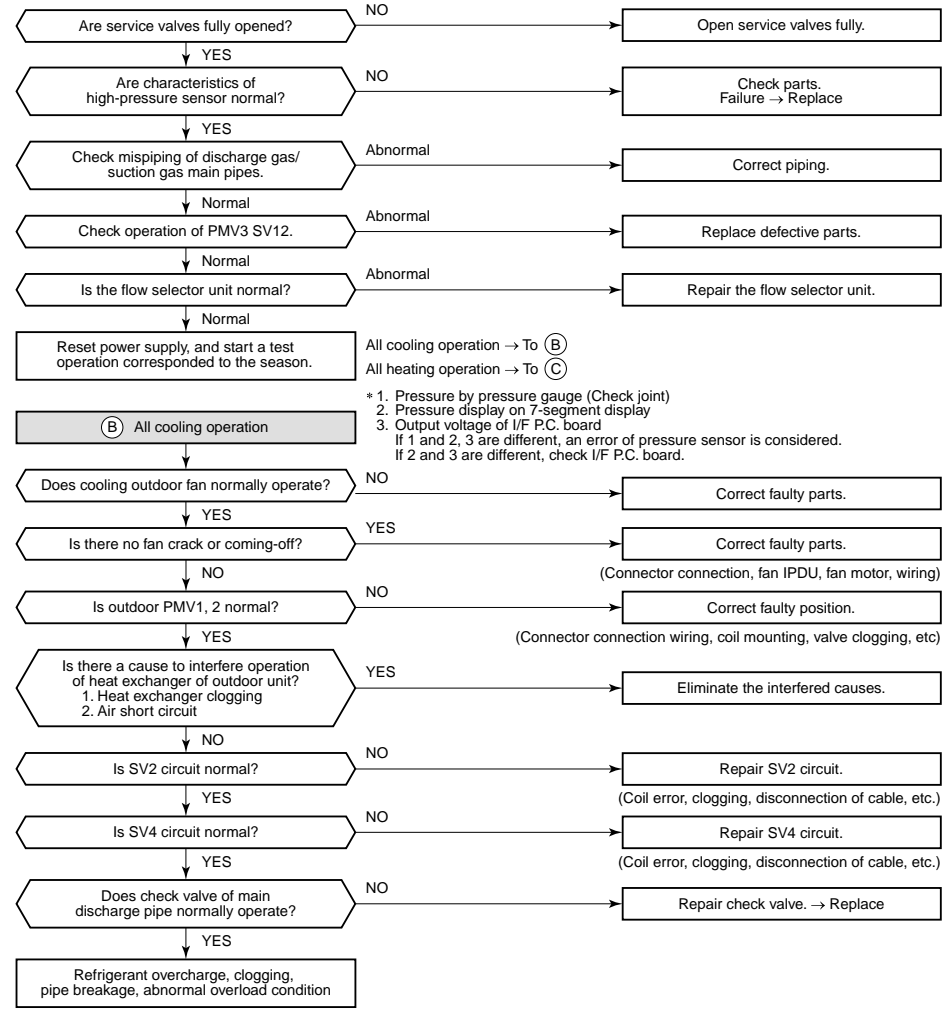 Are service valves fully opened?
NO
Open service valves fully.
YES
Are characteristics of
high-pressure sensor normal?
NO
Check parts.
Failure → Replace
YES
Check mispiping of discharge gas/
suction gas main pipes.
Abnormal
Correct piping.
Normal
Check operation of PMV3 SV12.
Abnormal
Replace defective parts.
Normal
Is the flow selector unit normal?
Abnormal
Repair the flow selector unit.
Normal
Reset power supply, and start a test
operation corresponded to the season.
All cooling operation → To B
All heating operation → To C
* 1. Pressure by pressure gauge (Check joint)
2. Pressure display on 7-segment display
3. Output voltage of I/F P.C. board
If 1 and 2, 3 are different, an error of pressure sensor is considered.
If 2 and 3 are different, check I/F P.C. board.
B All cooling operation
Does cooling outdoor fan normally operate?
NO
Correct faulty parts.
YES
Is there no fan crack or coming-off?
YES
Correct faulty parts.
(Connector connection, fan IPDU, fan motor, wiring)
NO
Is outdoor PMV1, 2 normal?
NO
Correct faulty position.
(Connector connection wiring, coil mounting, valve clogging, etc)
YES
Is there a cause to interfere operation
of heat exchanger of outdoor unit?
1. Heat exchanger clogging
2. Air short circuit
YES
Eliminate the interfered causes.
NO
Is SV2 circuit normal?
NO
Repair SV2 circuit.
(Coil error, clogging, disconnection of cable, etc.)
YES
Is SV4 circuit normal?
NO
Repair SV4 circuit.
(Coil error, clogging, disconnection of cable, etc.)
YES
Does check valve of main
discharge pipe normally operate?
NO
Repair check valve. → Replace
YES
Refrigerant overcharge, clogging,
pipe breakage, abnormal overload condition